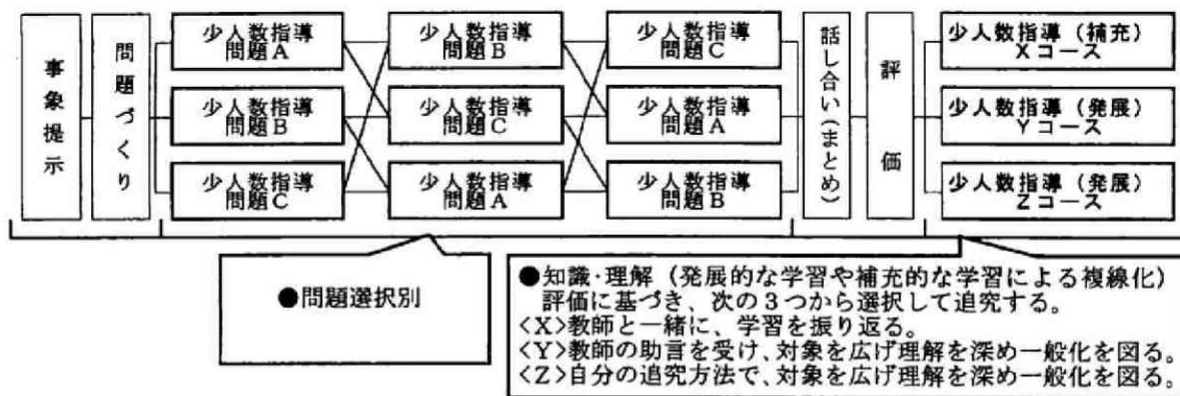 事象提示
問題づくり
少人数指導
問題A
少人数指導
問題B
少人数指導
問題C
少人数指導
問題B
少人数指導
問題C
少人数指導
問題A
少人数指導
問題C
少人数指導
問題A
少人数指導
問題B
話し合い(まとめ)
評価
少人数指導(補充)
Xコース
少人数指導(発展)
Yコース
少人数指導(発展)
Zコース
●問題選択別
●知識・理解(発展的な学習や補充的な学習による複線化)
評価に基づき、次の3つから選択して追究する。
<X>教師と一緒に、学習を振り返る。
<Y>教師の助言を受け、対象を広げ理解を深め一般化を図る。
<Z>自分の追究方法で、対象を広げ理解を深め一般化を図る。